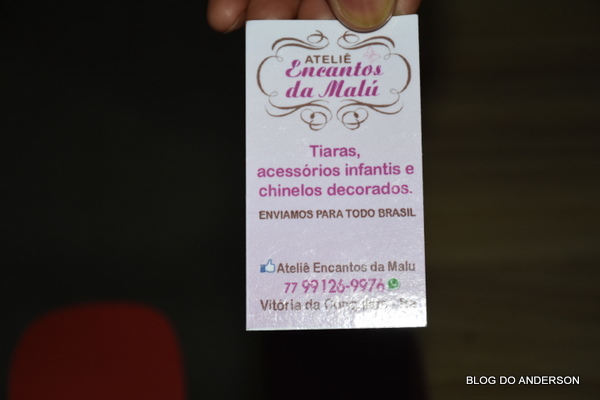 ATELIÊ
Encantos
da Malú
Tiaras,
acessórios infantis e
chinelos decorados.
ENVIAMOS PARA TODO BRASIL
Ateliê Encantos da Malu
77 99126-9976
Vitória da
BLOG DO ANDERSON